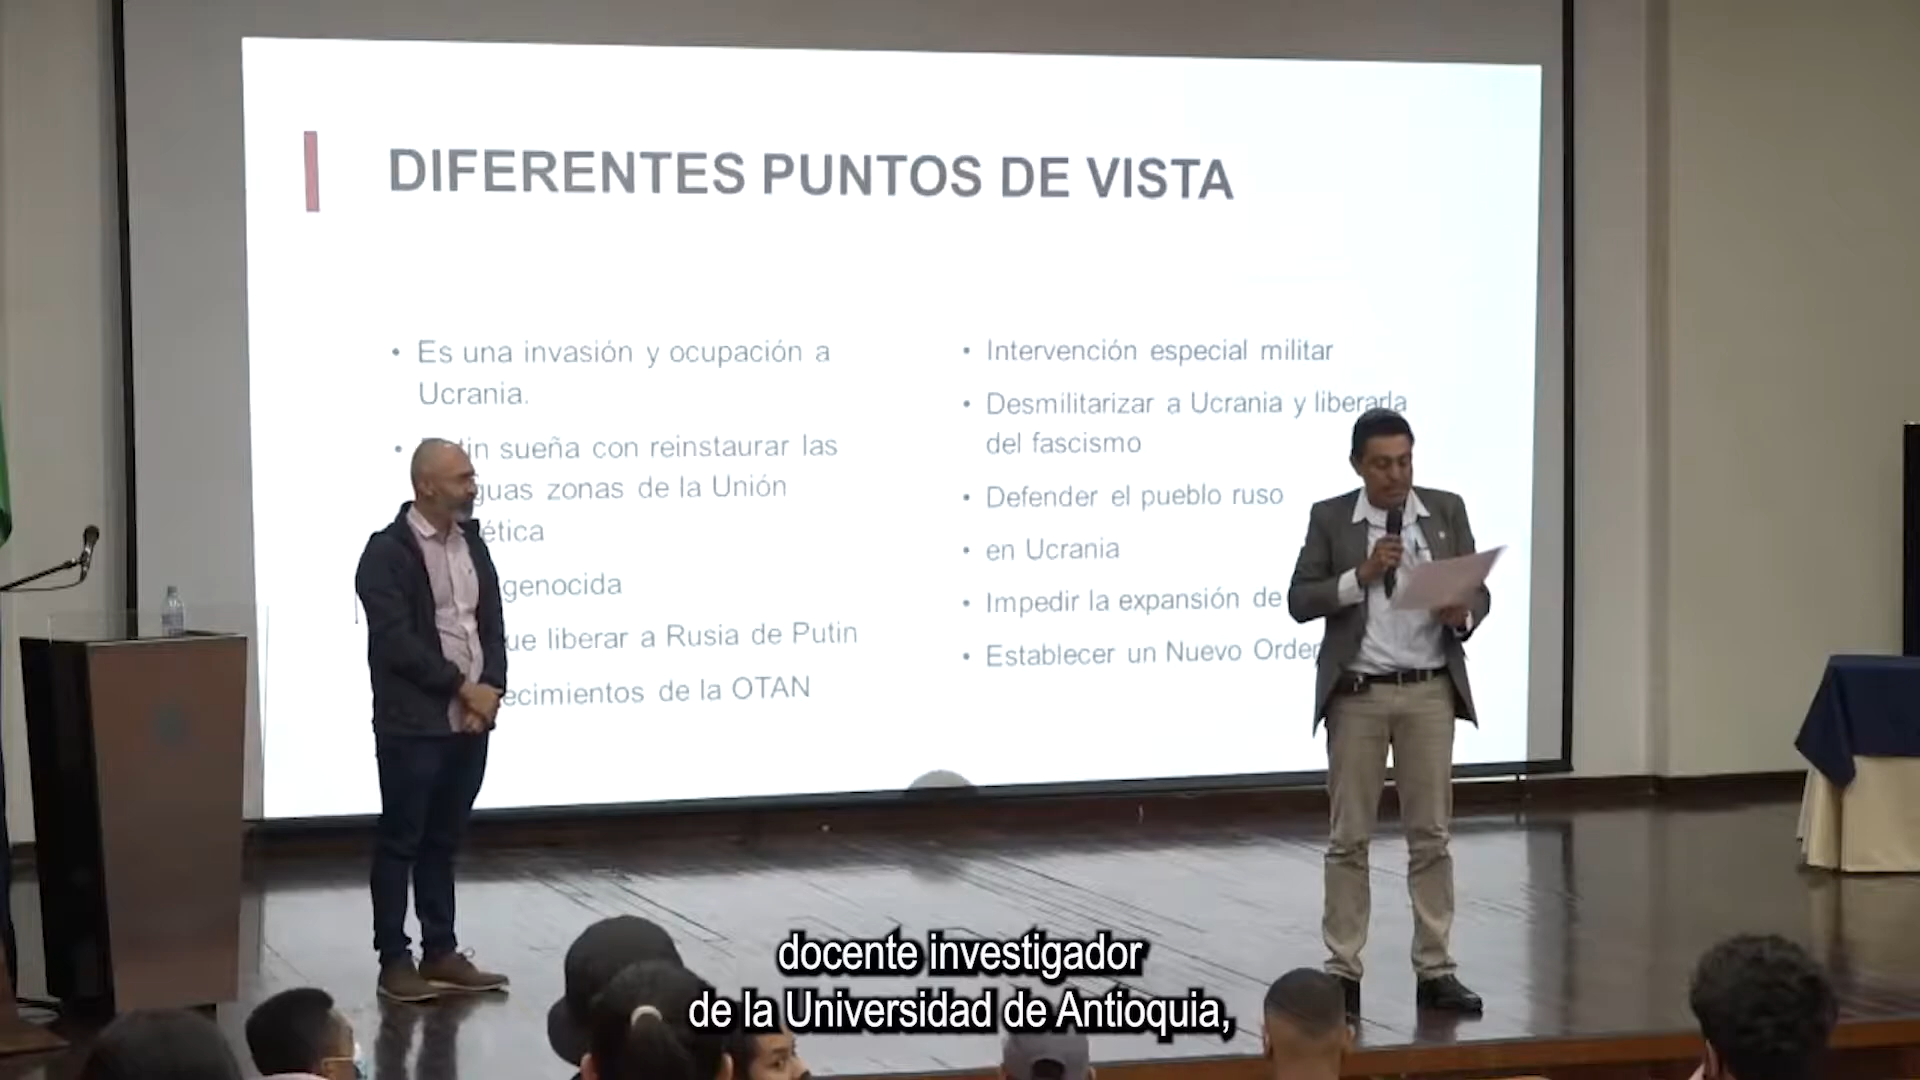 DIFERENTES PUNTOS DE VISTA
• Es una invasión y ocupación a
Ucrania.
• sueña con reinstaurar las
zonas de la Unión
genocida
liberar a Rusia de Putin
de la OTAN
• Intervención especial militar
• Desmilitarizar a Ucrania y liberarla
del fascismo
• Defender el pueblo ruso
• en Ucrania
• Impedir la expansión de
• Establecer un Nuevo Orden
docente investigador
de la Universidad de Antioquia,